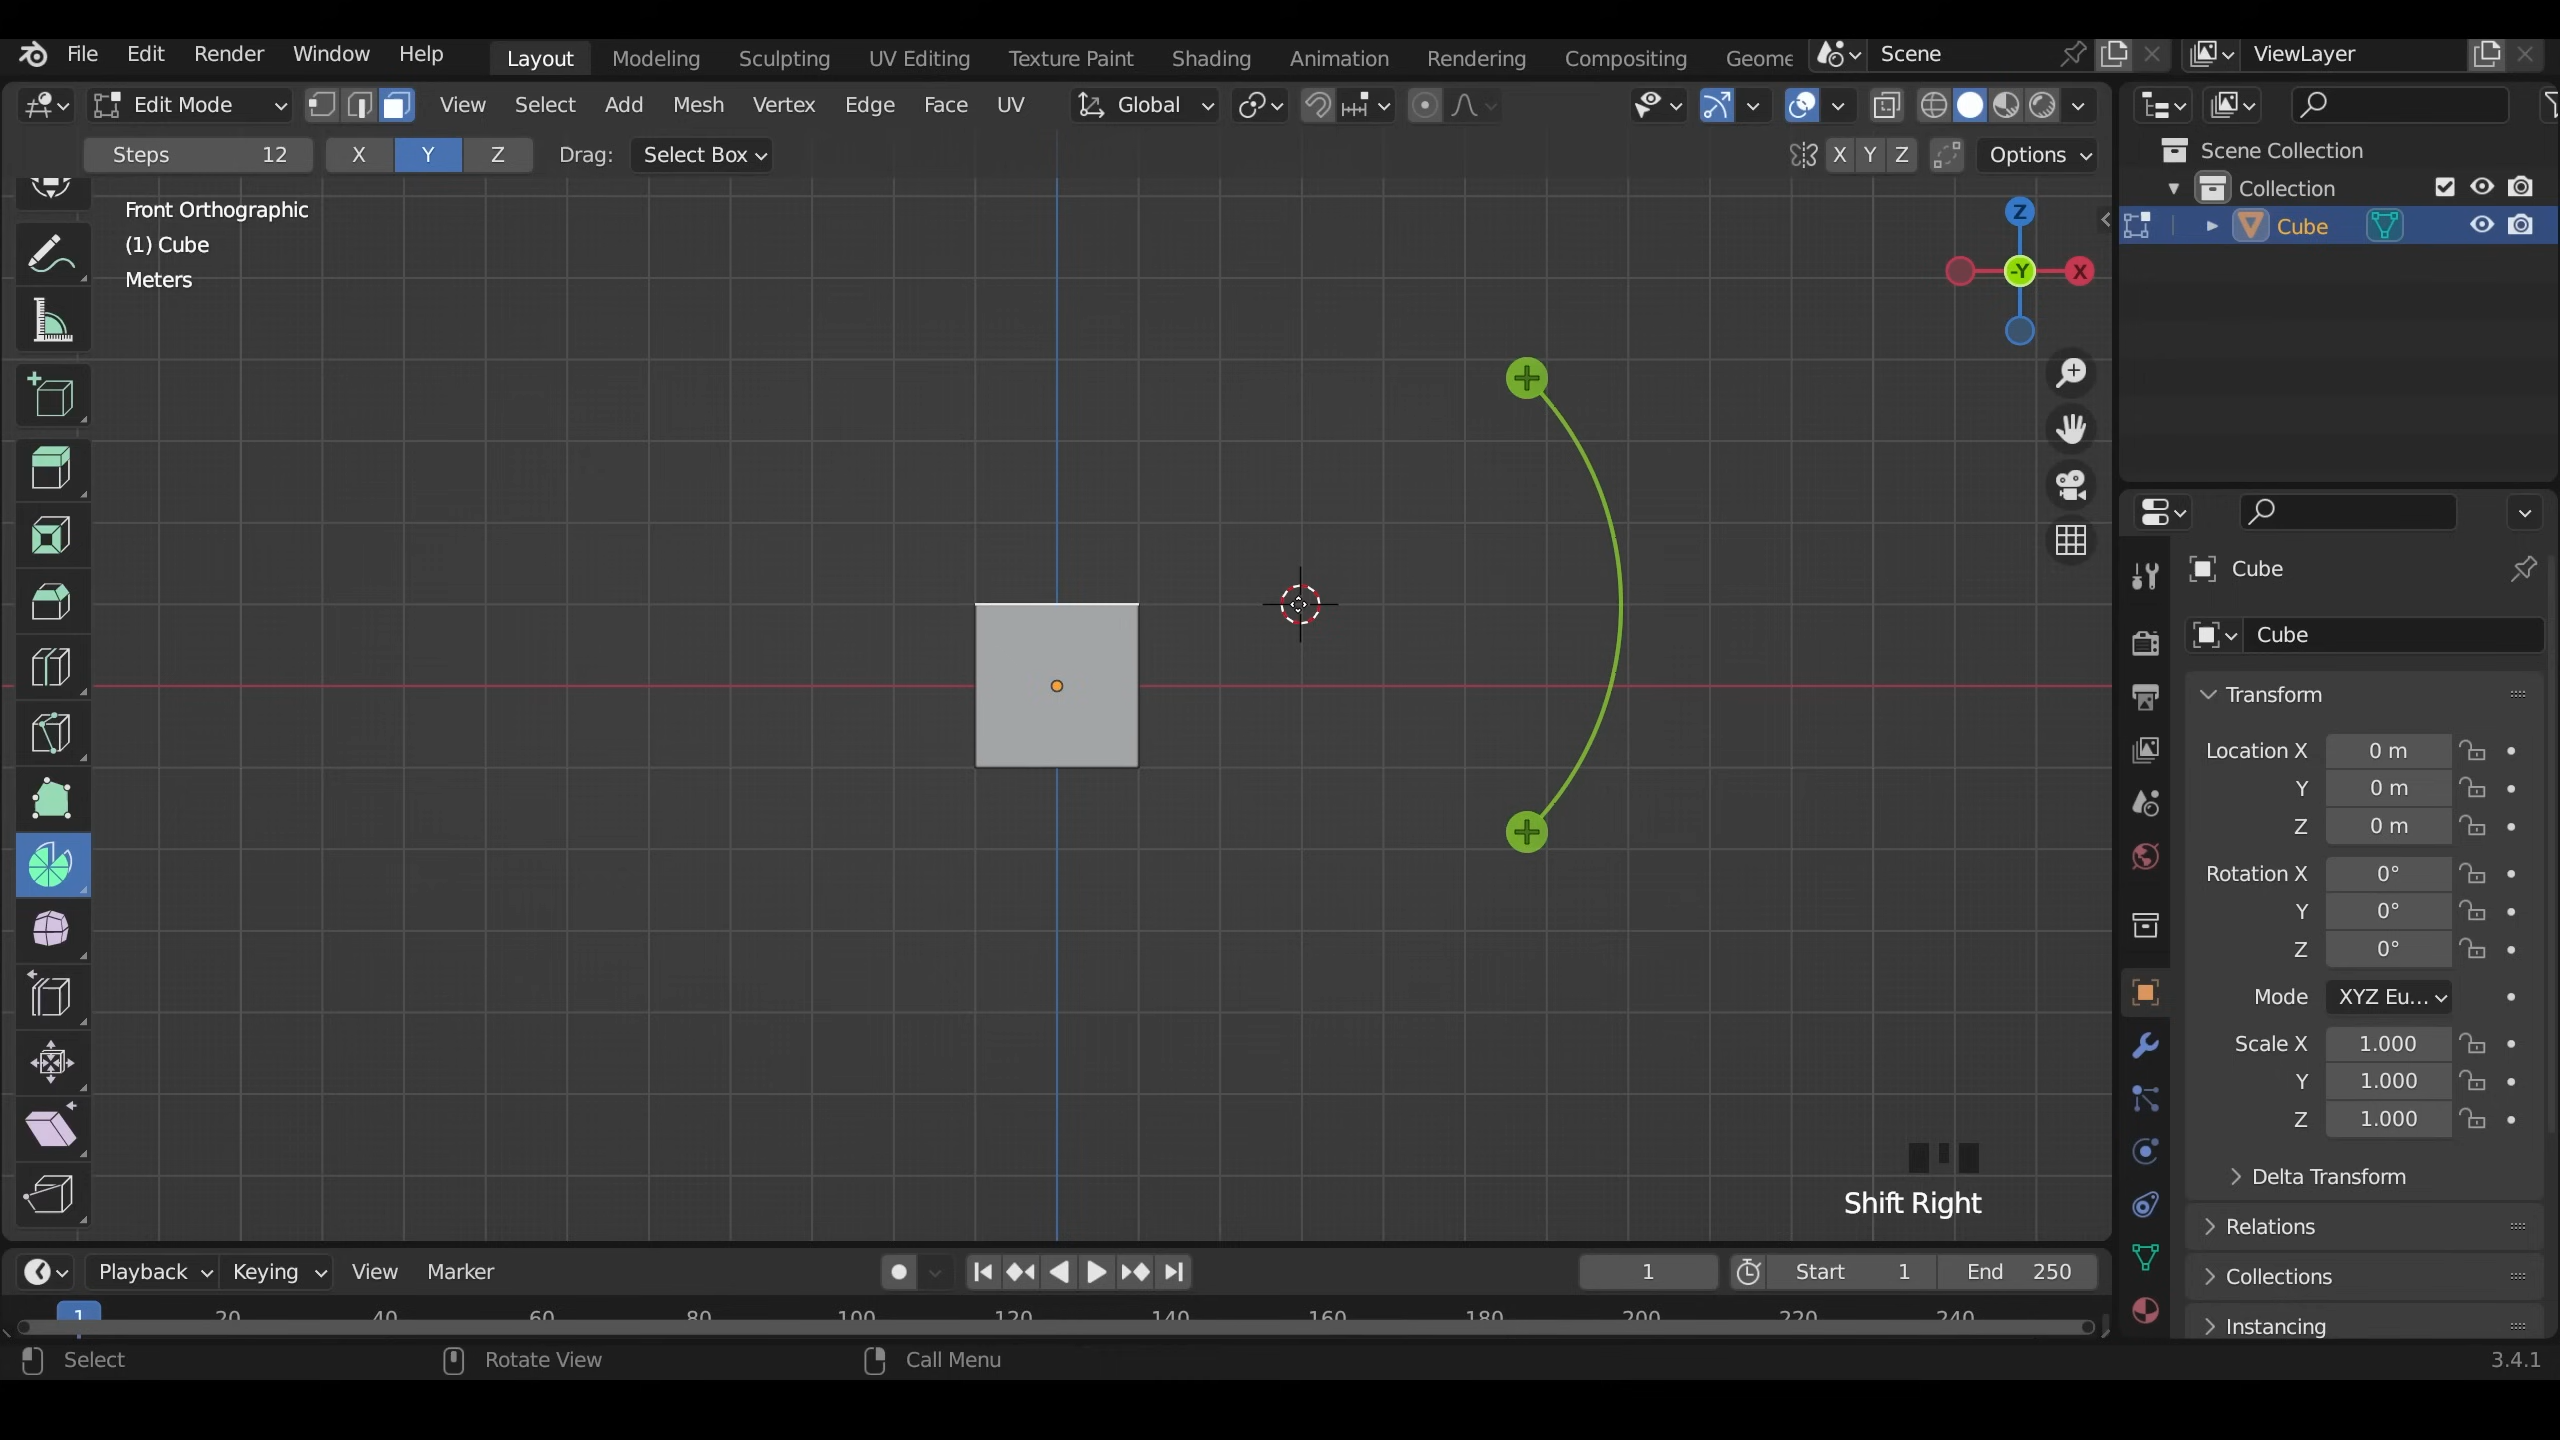 File Edit Render Window Help Layout Modeling Sculpting UV Editing Texture Paint Shading Animation Rendering Compositing Geome Scene ViewLayer
Edit Mode View Select Add Mesh Vertex Edge Face UV Global
Steps 12 X Y Z Drag: Select Box X Y Z Options
Scene Collection
Collection
Cube
Front Orthographic
(1) Cube
Meters
Z
-Y
X
Cube
Cube
Transform
Location X 0 m
Y 0 m
Z 0 m
Rotation X 0°
Y 0°
Z 0°
Mode XYZ Eu...
Scale X 1.000
Y 1.000
Z 1.000
Delta Transform
Relations
Collections
Instancing
Shift Right
Playback Keying View Marker 1 Start 1 End 250
1 20 40 60 80 100 120 140 160 180 200 220 240
Select Rotate View Call Menu 3.4.1